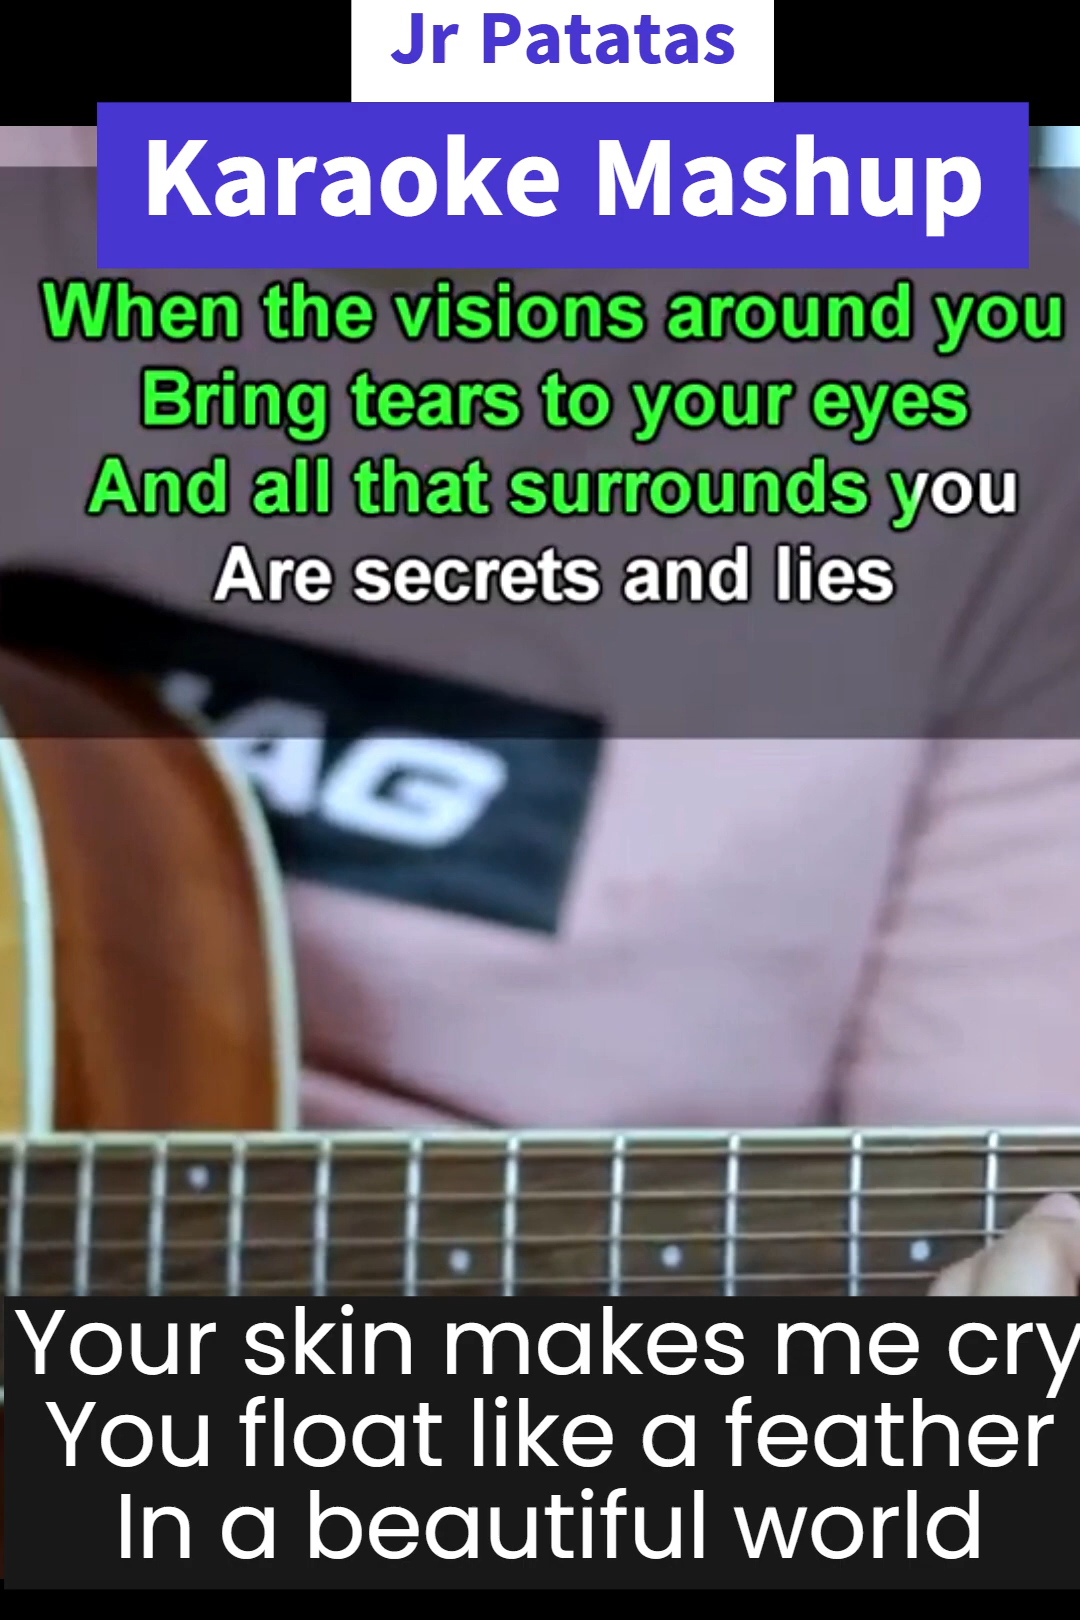 Jr Patatas
Karaoke Mashup
When the visions around you
Bring tears to your eyes
And all that surrounds you
Are secrets and lies
AG
Your skin makes me cry
You float like a feather
In a beautiful world